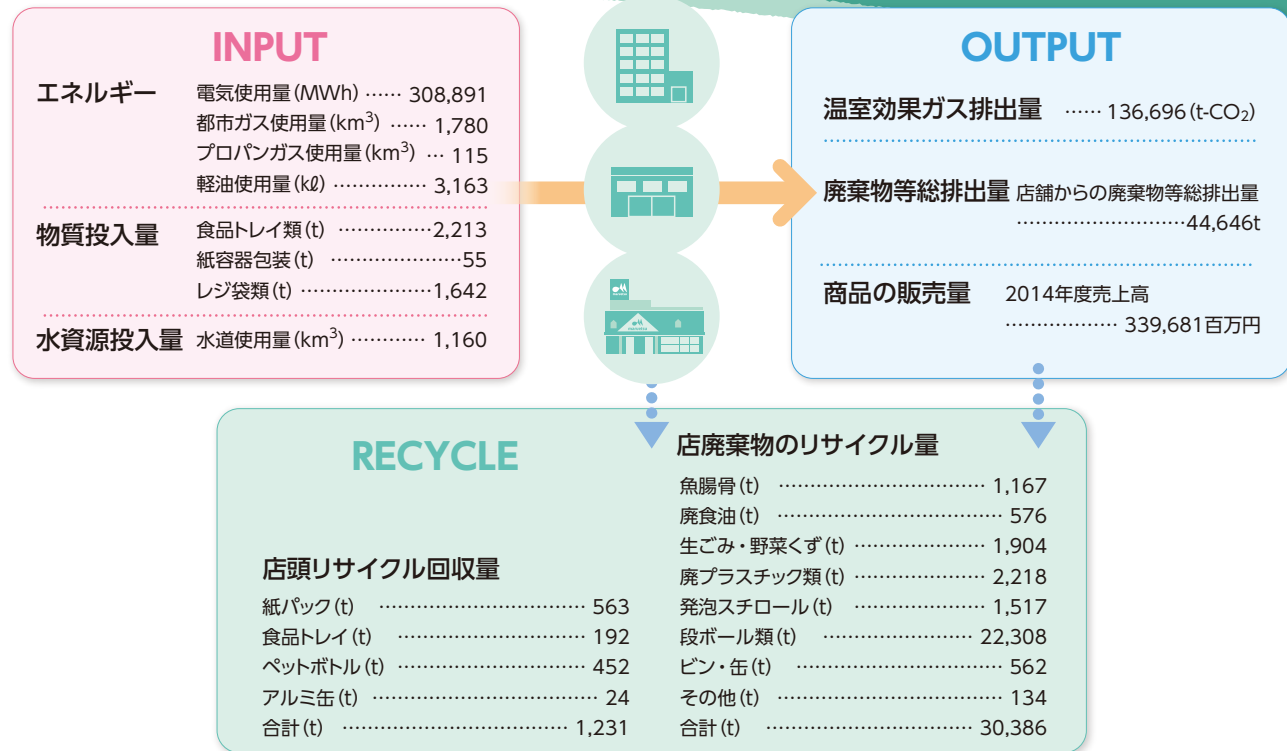 INPUT
エネルギー
電気使用量(MWh) …… 308,891
都市ガス使用量(km³) …… 1,780
プロパンガス使用量(km³) … 115
軽油使用量(kℓ) …………… 3,163
物質投入量
食品トレイ類(t) ………………2,213
紙容器包装(t) …………………55
レジ袋類(t) …………………1,642
水資源投入量 水道使用量(km³) ………… 1,160
OUTPUT
温室効果ガス排出量 …… 136,696(t-CO₂)
廃棄物等総排出量 店舗からの廃棄物等総排出量
……………………44,646t
商品の販売量 2014年度売上高
……………… 339,681百万円
RECYCLE
店頭リサイクル回収量
紙パック(t) …………………………… 563
食品トレイ(t) ………………………… 192
ペットボトル(t) ………………………… 452
アルミ缶(t) …………………………… 24
合計(t) ……………………………… 1,231
店廃棄物のリサイクル量
魚腸骨(t) …………………………… 1,167
廃食油(t) ……………………………… 576
生ごみ・野菜くず(t) ………………… 1,904
廃プラスチック類(t) ………………… 2,218
発泡スチロール(t) ………………… 1,517
段ボール類(t) …………………… 22,308
ビン・缶(t) ………………………… 562
その他(t) …………………………… 134
合計(t) …………………………… 30,386